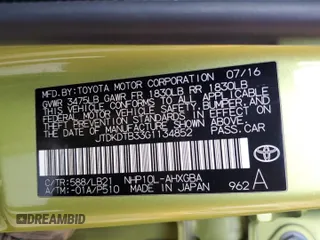 MFD.BY:TOYOTA MOTOR CORPORATION 07/16
GVWR 3475LB GAWR FR 1830LB RR 1830LB
THIS VEHICLE CONFORMS TO ALL APPLICABLE
FEDERAL MOTOR VEHICLE SAFETY, BUMPER, AND
THEFT PREVENTION STANDARDS IN EFFECT ON
THE DATE OF MANUFACTURE SHOWN ABOVE.
JTDKDTB33G1134852 PASS.CAR
C/TR:588/LB21 NHP10L-AHXGBA
A/TM:-01A/P510 MADE IN JAPAN
TOYOTA
962 A
DREAMBID